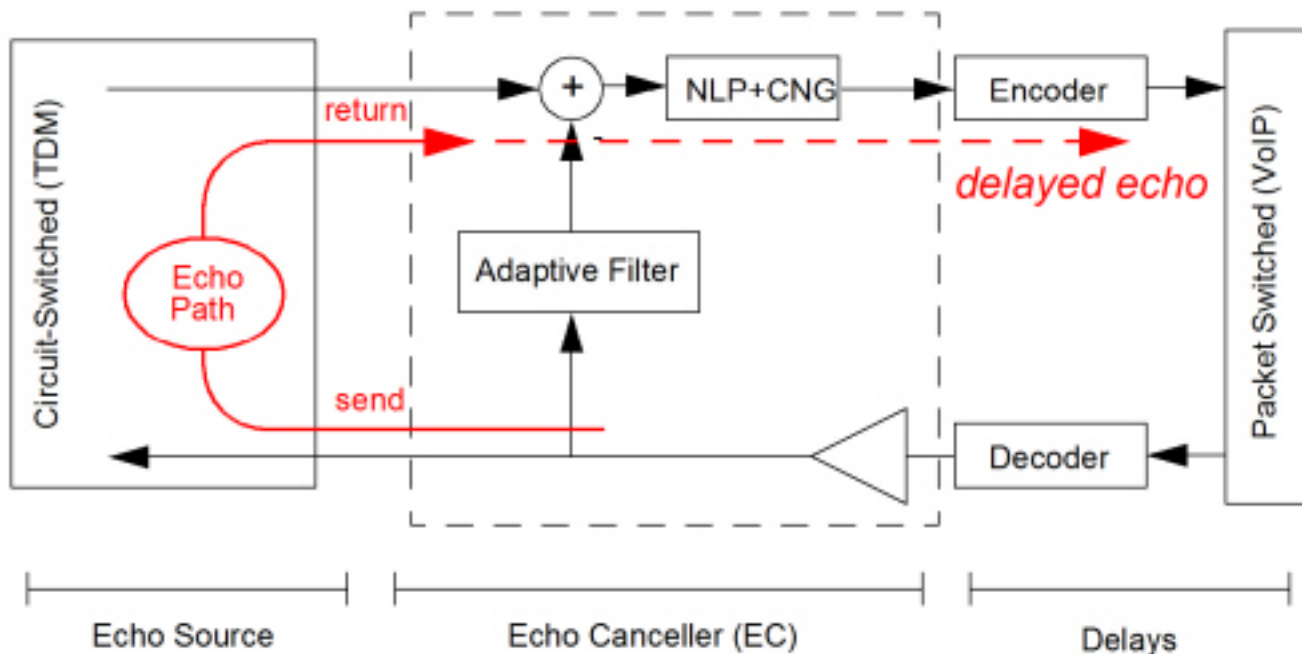 Circuit-Switched (TDM)
return
Echo
Path
send
+
-
NLP+CNG
Adaptive Filter
Encoder
delayed echo
Decoder
Packet Switched (VoIP)
Echo Source
Echo Canceller (EC)
Delays